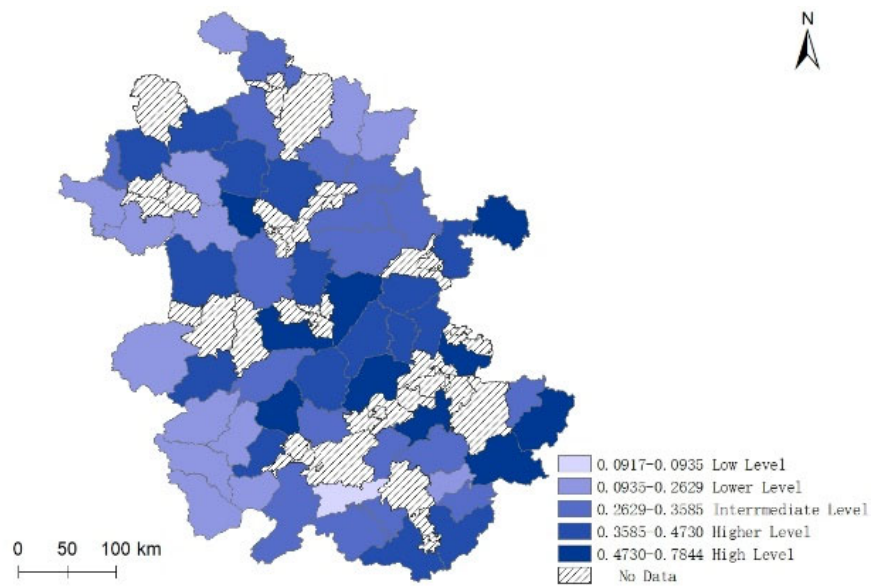 N
0.0917-0.0935 Low Level
0.0935-0.2629 Lower Level
0.2629-0.3585 Interrmediate Level
0.3585-0.4730 Higher Level
0.4730-0.7844 High Level
No Data
0 50 100 km